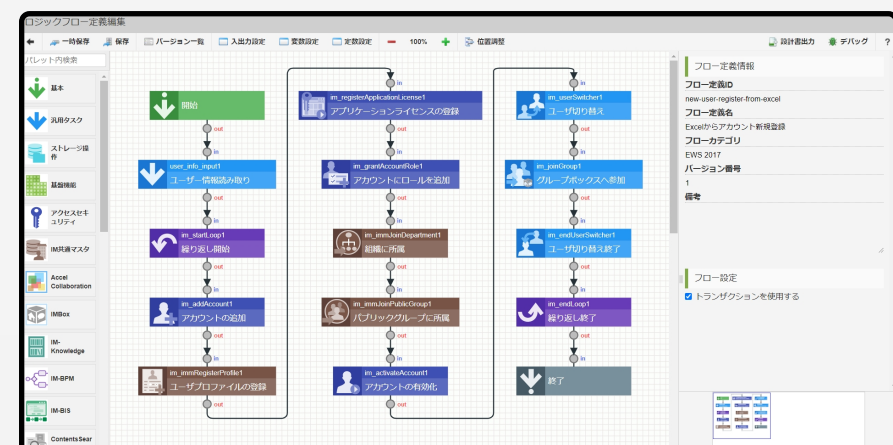 ロジックフロー定義編集
一時保存 保存 バージョン一覧 入出力設定 変数設定 定数設定 100% 位置調整 設計書出力 デバッグ ?
パレット内検索
基本
汎用タスク
ストレージ操
作
基盤機能
アクセスセキ
ュリティ
IM共通マスタ
Accel
Collaboration
IMBox
IM-
Knowledge
IM-BPM
IM-BIS
ContentsSear
開始
out
in
user_info_input1
ユーザー情報読み取り
out
in
im_startLoop1
繰り返し開始
out
in
im_addAccount1
アカウントの追加
out
in
im_immRegisterProfile1
ユーザプロファイルの登録
out
in
im_registerApplicationLicense1
アプリケーションライセンスの登録
out
in
im_grantAccountRole1
アカウントにロールを追加
out
in
im_immJoinDepartment1
組織に所属
out
in
im_immJoinPublicGroup1
パブリックグループに所属
out
in
im_activateAccount1
アカウントの有効化
out
in
im_userSwitcher1
ユーザ切り替え
out
in
im_joinGroup1
グループボックスへ参加
out
in
im_endUserSwitcher1
ユーザ切り替え終了
out
in
im_endLoop1
繰り返し終了
out
in
終了
フロー定義情報
フロー定義ID
new-user-register-from-excel
フロー定義名
Excelからアカウント新規登録
フローカテゴリ
EWS 2017
バージョン番号
1
備考
フロー設定
トランザクションを使用する